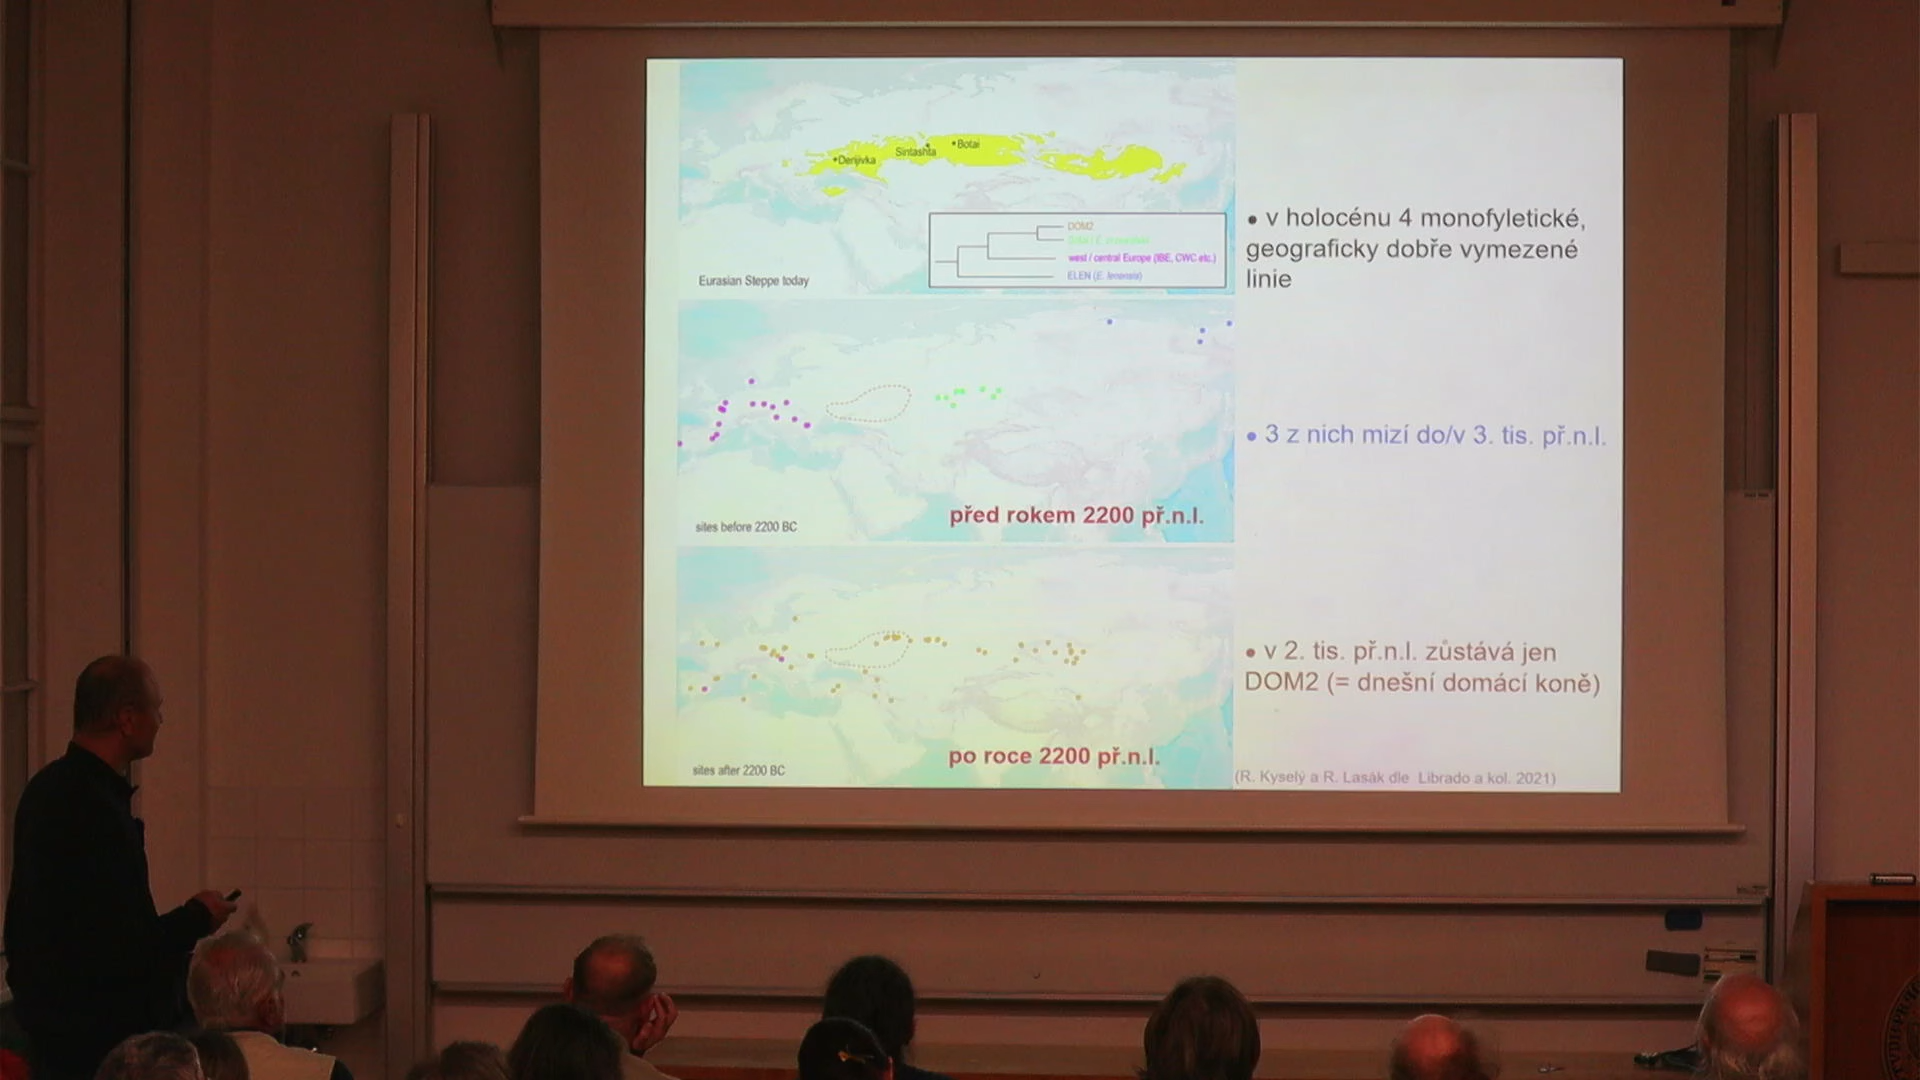 Derijivka
Sintashta
Botai
DOM2
west / central Europe (IBE, CWC etc.)
ELEN (E. lenensis)
Eurasian Steppe today
• v holocénu 4 monofyletické,
geograficky dobře vymezené
linie
• 3 z nich mizí do/v 3. tis. př.n.l.
před rokem 2200 př.n.l.
sites before 2200 BC
• v 2. tis. př.n.l. zůstává jen
DOM2 (= dnešní domácí koně)
po roce 2200 př.n.l.
sites after 2200 BC
(R. Kyselý a R. Lasák dle Librado a kol. 2021)